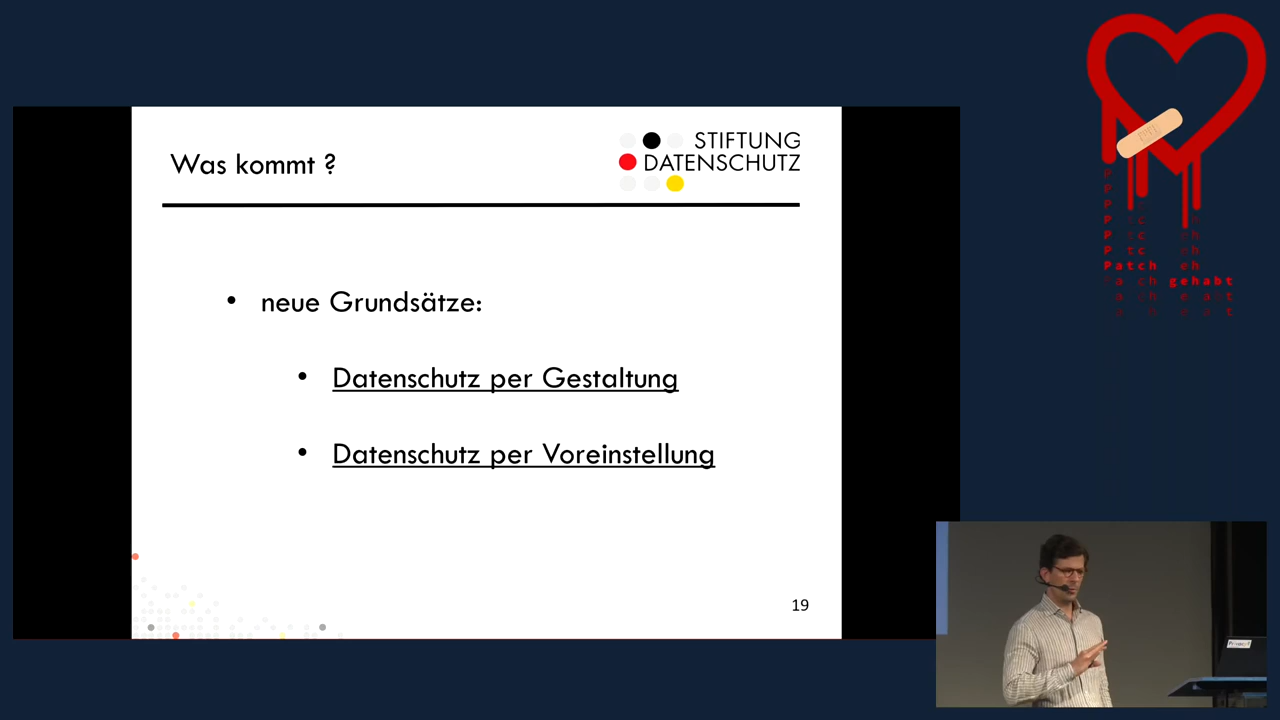 Was kommt ?
STIFTUNG
DATENSCHUTZ
• neue Grundsätze:
• Datenschutz per Gestaltung
• Datenschutz per Voreinstellung
19
Patch
gehabt